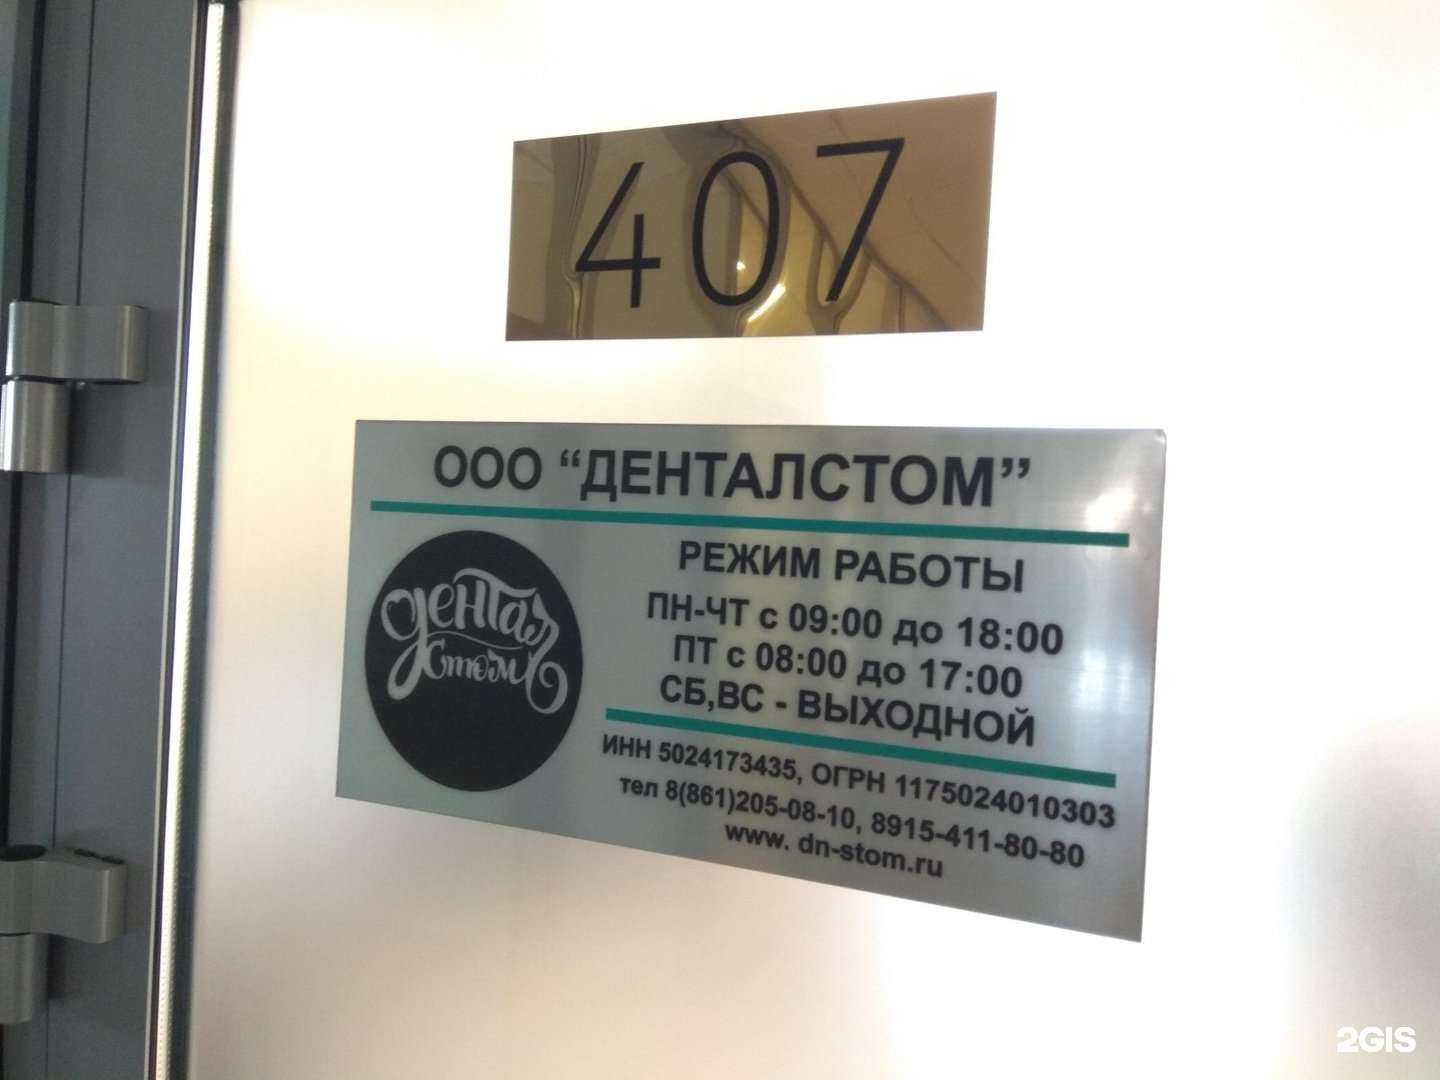 407
ООО “ДЕНТАЛСТОМ”
Дентал
Стом
РЕЖИМ РАБОТЫ
ПН-ЧТ с 09:00 до 18:00
ПТ с 08:00 до 17:00
СБ,ВС - ВЫХОДНОЙ
ИНН 5024173435, ОГРН 1175024010303
тел 8(861)205-08-10, 8915-411-80-80
www. dn-stom.ru
2GIS